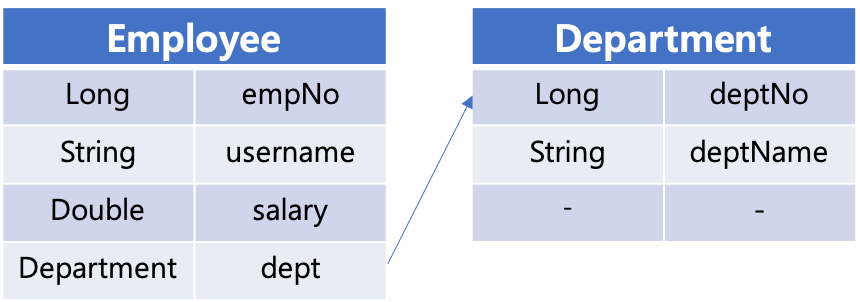 Employee
Long empNo
String username
Double salary
Department dept
Department
Long deptNo
String deptName
- -